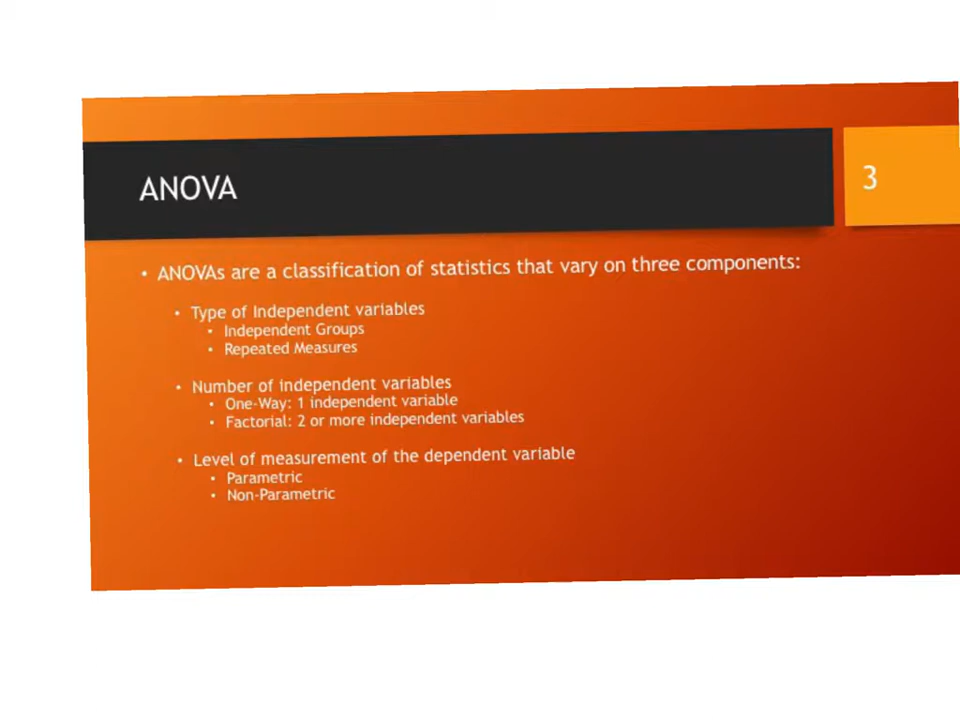 ANOVA
3
• ANOVAs are a classification of statistics that vary on three components:
• Type of Independent variables
• Independent Groups
• Repeated Measures
• Number of independent variables
• One-Way: 1 independent variable
• Factorial: 2 or more independent variables
• Level of measurement of the dependent variable
• Parametric
• Non-Parametric